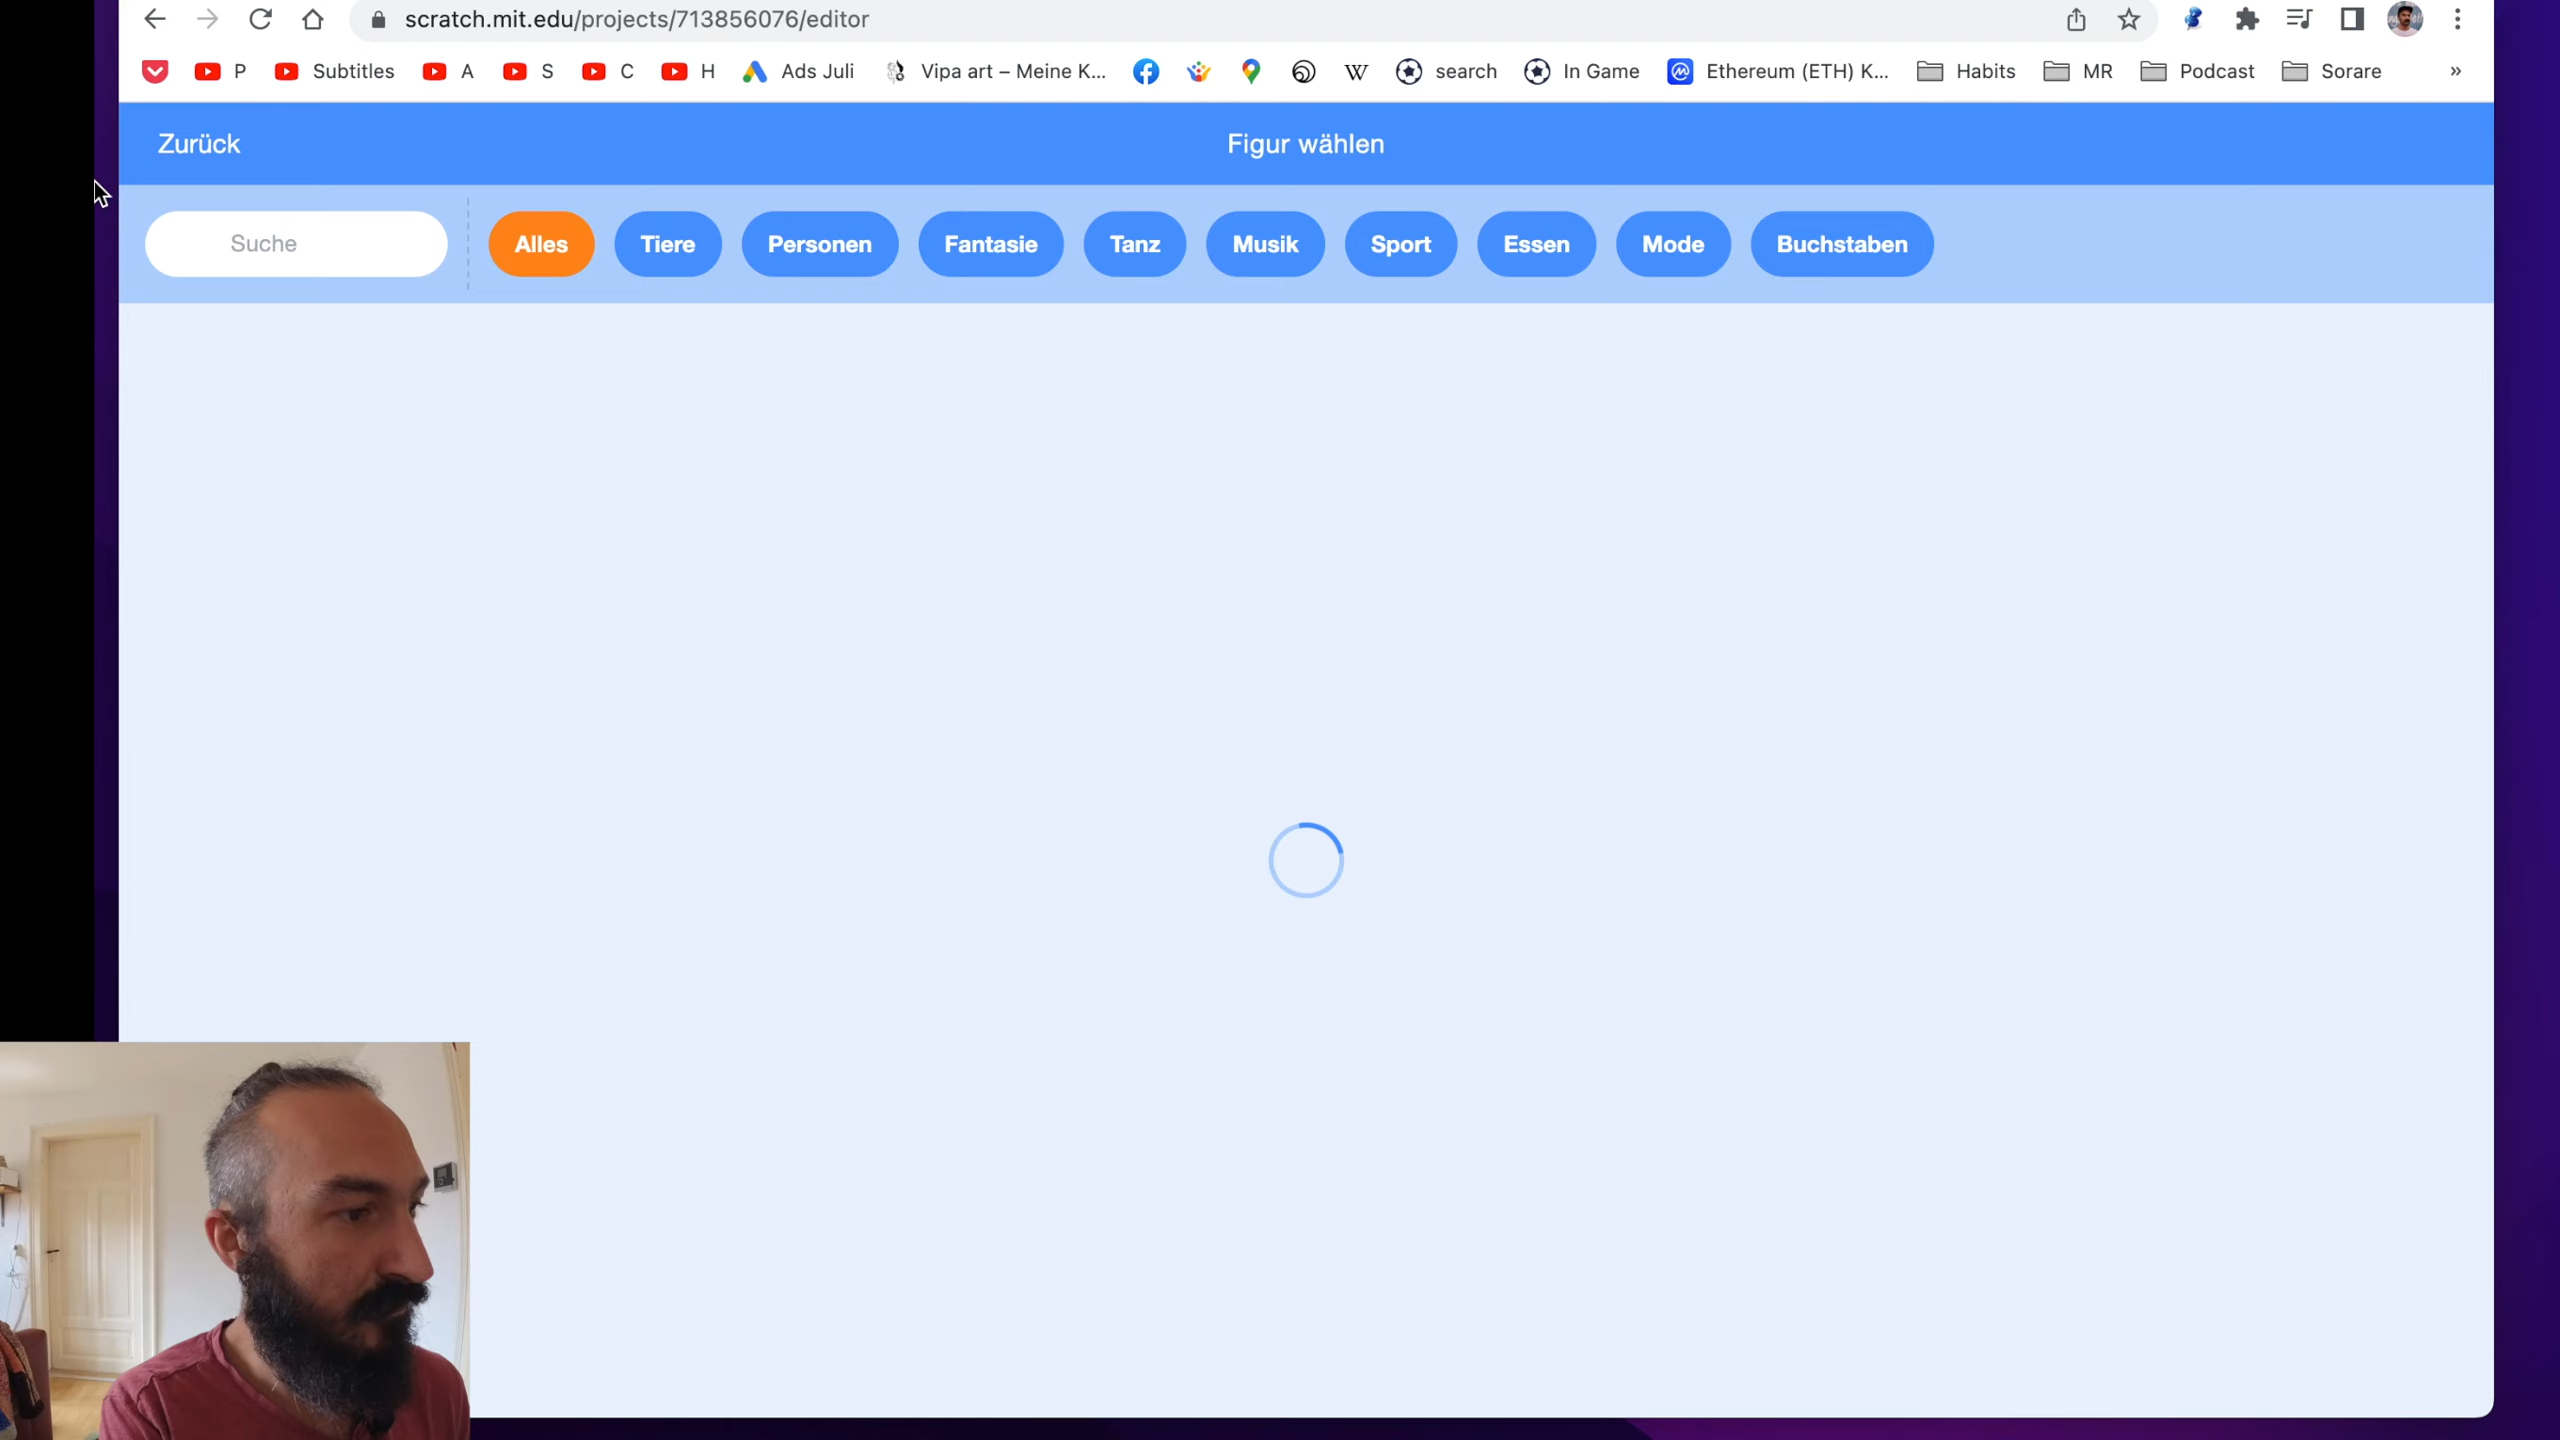 scratch.mit.edu/projects/713856076/editor
P Subtitles A S C H Ads Juli Vipa art – Meine K... W search In Game Ethereum (ETH) K... Habits MR Podcast Sorare »
Zurück Figur wählen
Suche Alles Tiere Personen Fantasie Tanz Musik Sport Essen Mode Buchstaben